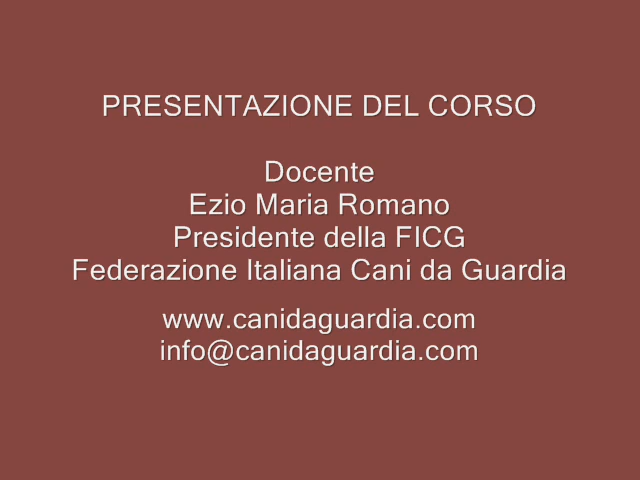 PRESENTAZIONE DEL CORSO
Docente
Ezio Maria Romano
Presidente della FICG
Federazione Italiana Cani da Guardia
www.canidaguardia.com
info@canidaguardia.com